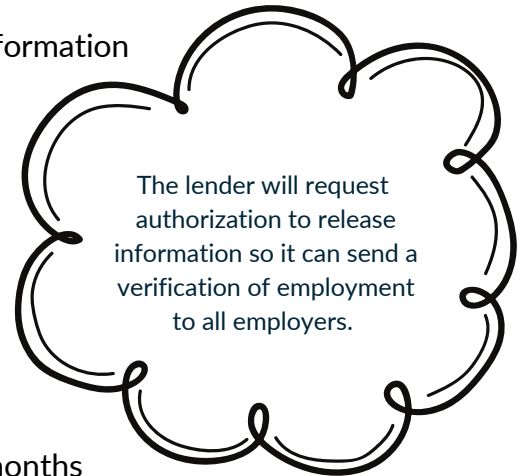 formation
The lender will request
authorization to release
information so it can send a
verification of employment
to all employers.
months